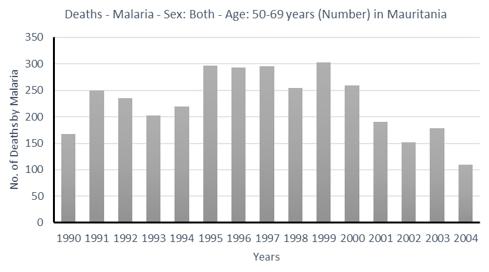 Deaths - Malaria - Sex: Both - Age: 50-69 years (Number) in Mauritania
350
300
250
200
150
100
50
0
No. of Deaths by Malaria
1990 1991 1992 1993 1994 1995 1996 1997 1998 1999 2000 2001 2002 2003 2004
Years